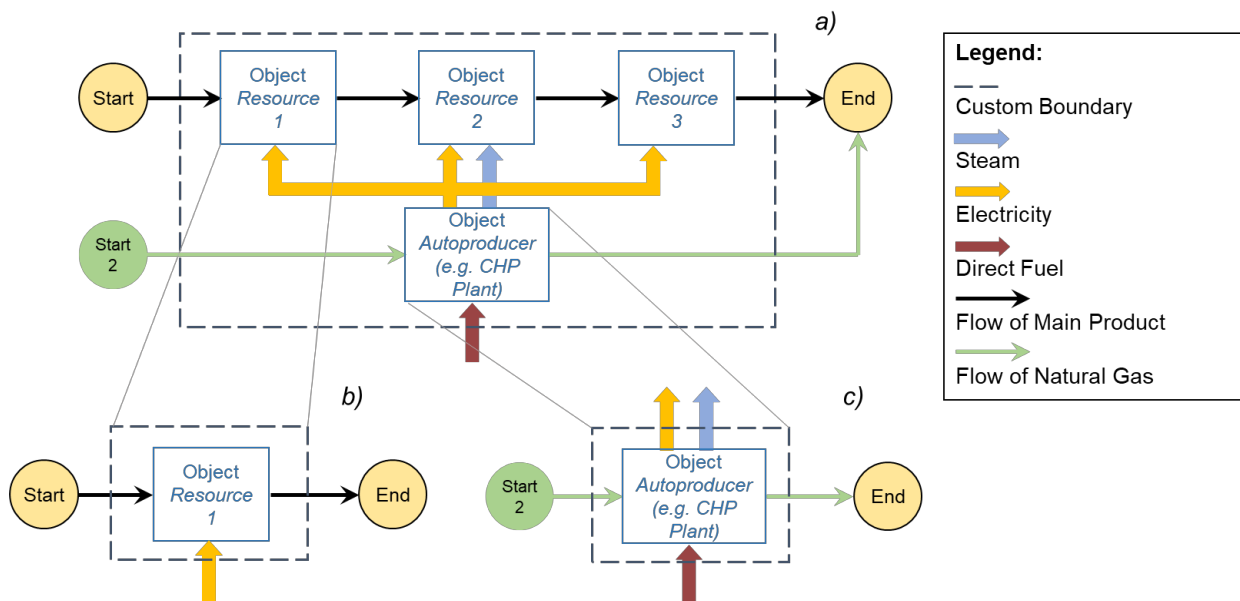 a)
Start
Object
Resource
1
Object
Resource
2
Object
Resource
3
End
Start
2
Object
Autoproducer
(e.g. CHP
Plant)
Legend:
Custom Boundary
Steam
Electricity
Direct Fuel
Flow of Main Product
Flow of Natural Gas
b)
Start
Object
Resource
1
End
c)
Start
2
Object
Autoproducer
(e.g. CHP
Plant)
End